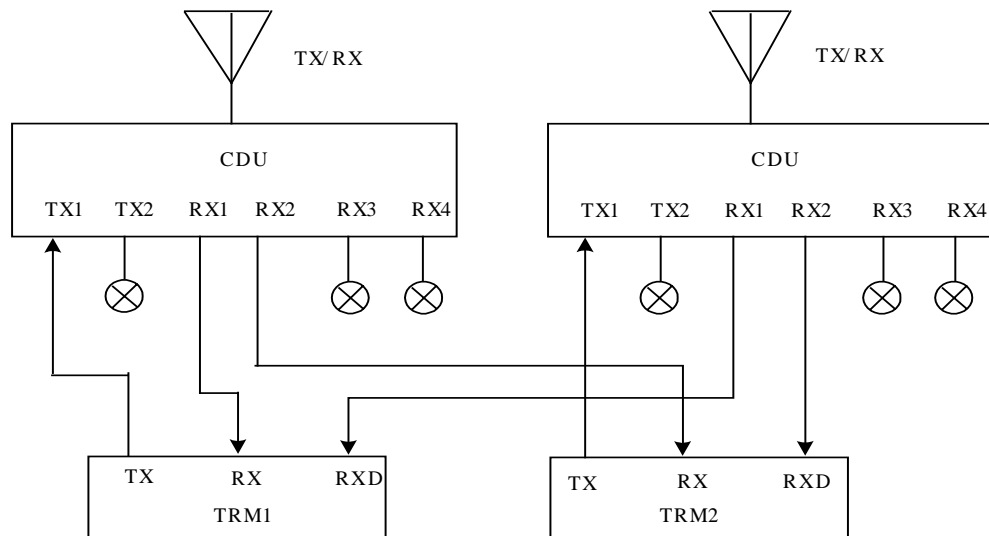 TX/RX TX/RX
CDU CDU
TX1 TX2 RX1 RX2 RX3 RX4 TX1 TX2 RX1 RX2 RX3 RX4
TX RX RXD TX RX RXD
TRM1 TRM2